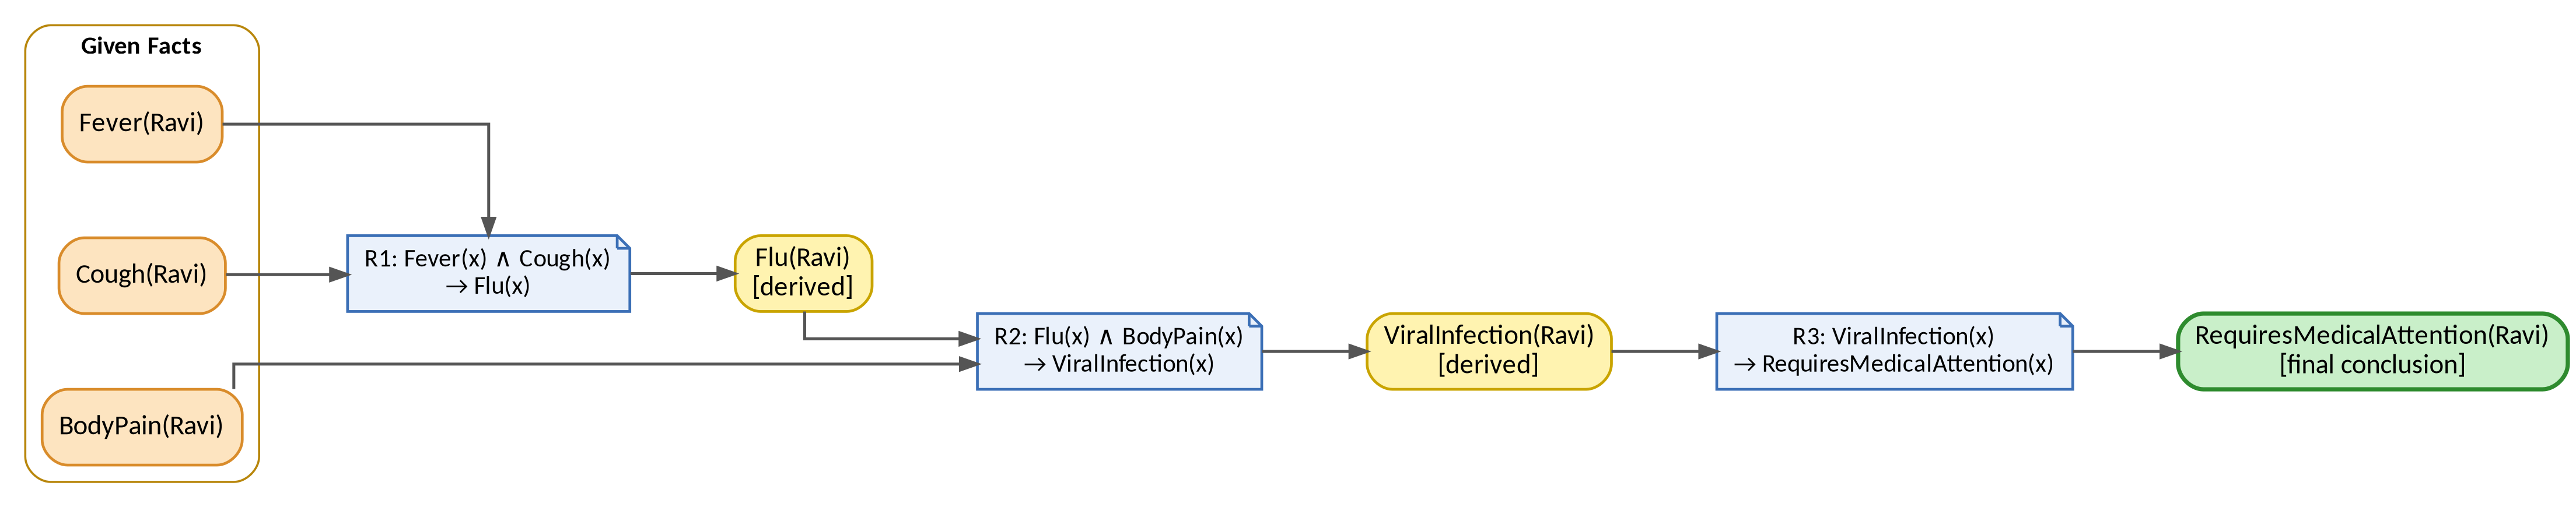 Given Facts
Fever(Ravi)
Cough(Ravi)
BodyPain(Ravi)
R1: Fever(x) ∧ Cough(x)
→ Flu(x)
Flu(Ravi)
[derived]
R2: Flu(x) ∧ BodyPain(x)
→ ViralInfection(x)
ViralInfection(Ravi)
[derived]
R3: ViralInfection(x)
→ RequiresMedicalAttention(x)
RequiresMedicalAttention(Ravi)
[final conclusion]